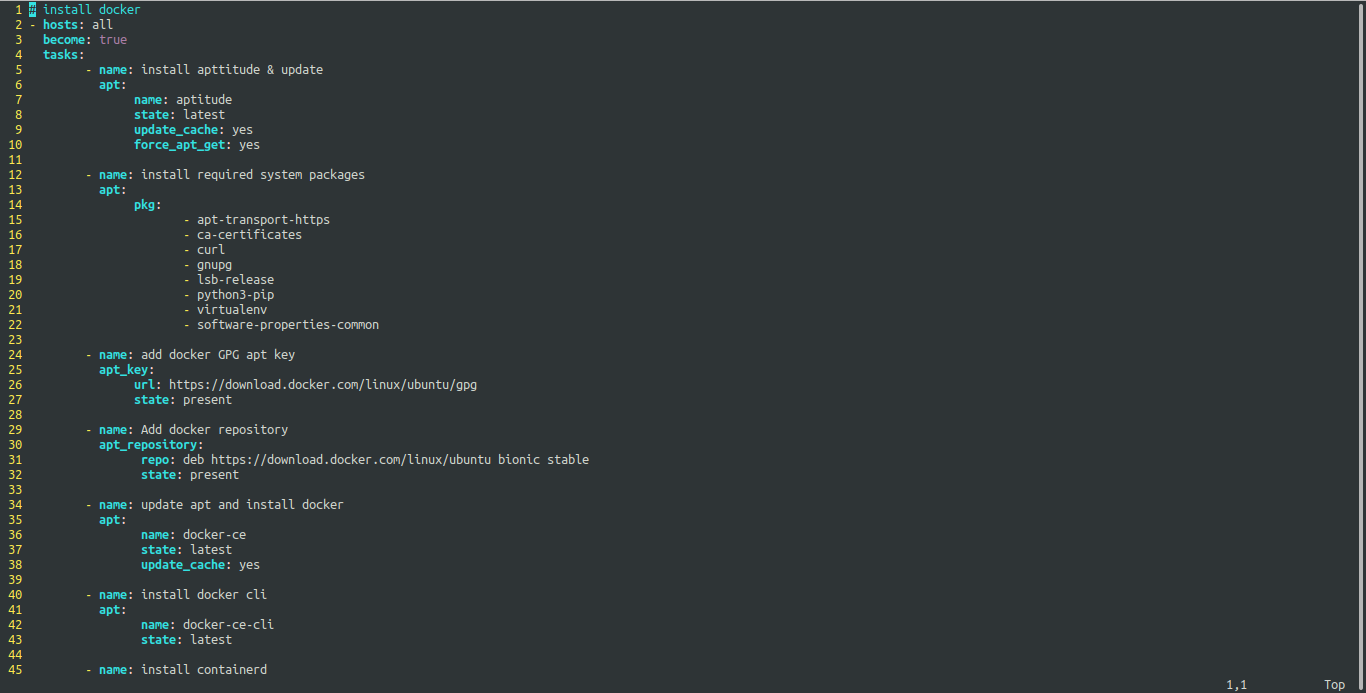 1 # install docker
2 - hosts: all
3   become: true
4   tasks:
5         - name: install apttitude & update
6           apt:
7                name: aptitude
8                state: latest
9                update_cache: yes
10               force_apt_get: yes
11
12        - name: install required system packages
13          apt:
14               pkg:
15                      - apt-transport-https
16                      - ca-certificates
17                      - curl
18                      - gnupg
19                      - lsb-release
20                      - python3-pip
21                      - virtualenv
22                      - software-properties-common
23
24        - name: add docker GPG apt key
25          apt_key:
26               url: https://download.docker.com/linux/ubuntu/gpg
27               state: present
28
29        - name: Add docker repository
30          apt_repository:
31                repo: deb https://download.docker.com/linux/ubuntu bionic stable
32                state: present
33
34        - name: update apt and install docker
35          apt:
36                name: docker-ce
37                state: latest
38                update_cache: yes
39
40        - name: install docker cli
41          apt:
42                name: docker-ce-cli
43                state: latest
44
45        - name: install containerd
1,1 Top